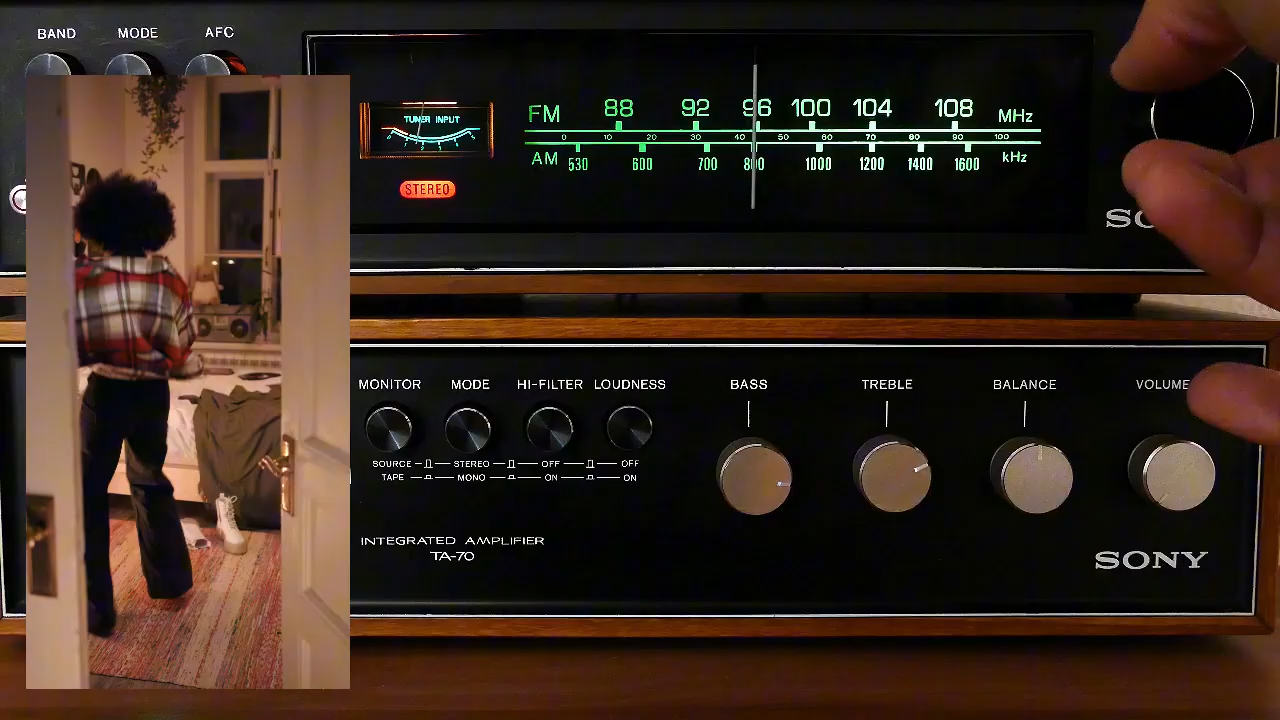 BAND MODE AFC
TUNER INPUT
STEREO
FM 88 92 96 100 104 108 MHz
0 10 20 30 40 50 60 70 80 90 100
AM 530 600 700 800 1000 1200 1400 1600 kHz
MONITOR MODE HI-FILTER LOUDNESS BASS TREBLE BALANCE VOLUME
SOURCE STEREO OFF OFF
TAPE MONO ON ON
INTEGRATED AMPLIFIER
TA-70
SONY